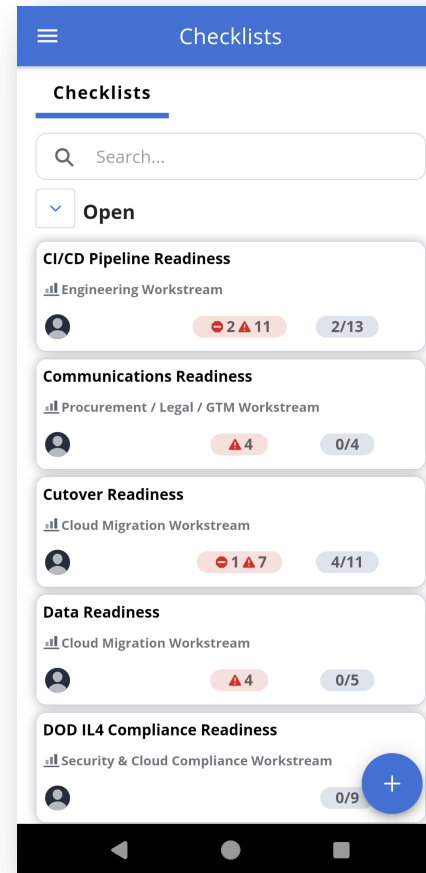 Checklists
Checklists
Search...
Open
CI/CD Pipeline Readiness
Engineering Workstream
2 11 2/13
Communications Readiness
Procurement / Legal / GTM Workstream
4 0/4
Cutover Readiness
Cloud Migration Workstream
1 7 4/11
Data Readiness
Cloud Migration Workstream
4 0/5
DOD IL4 Compliance Readiness
Security & Cloud Compliance Workstream
0/9